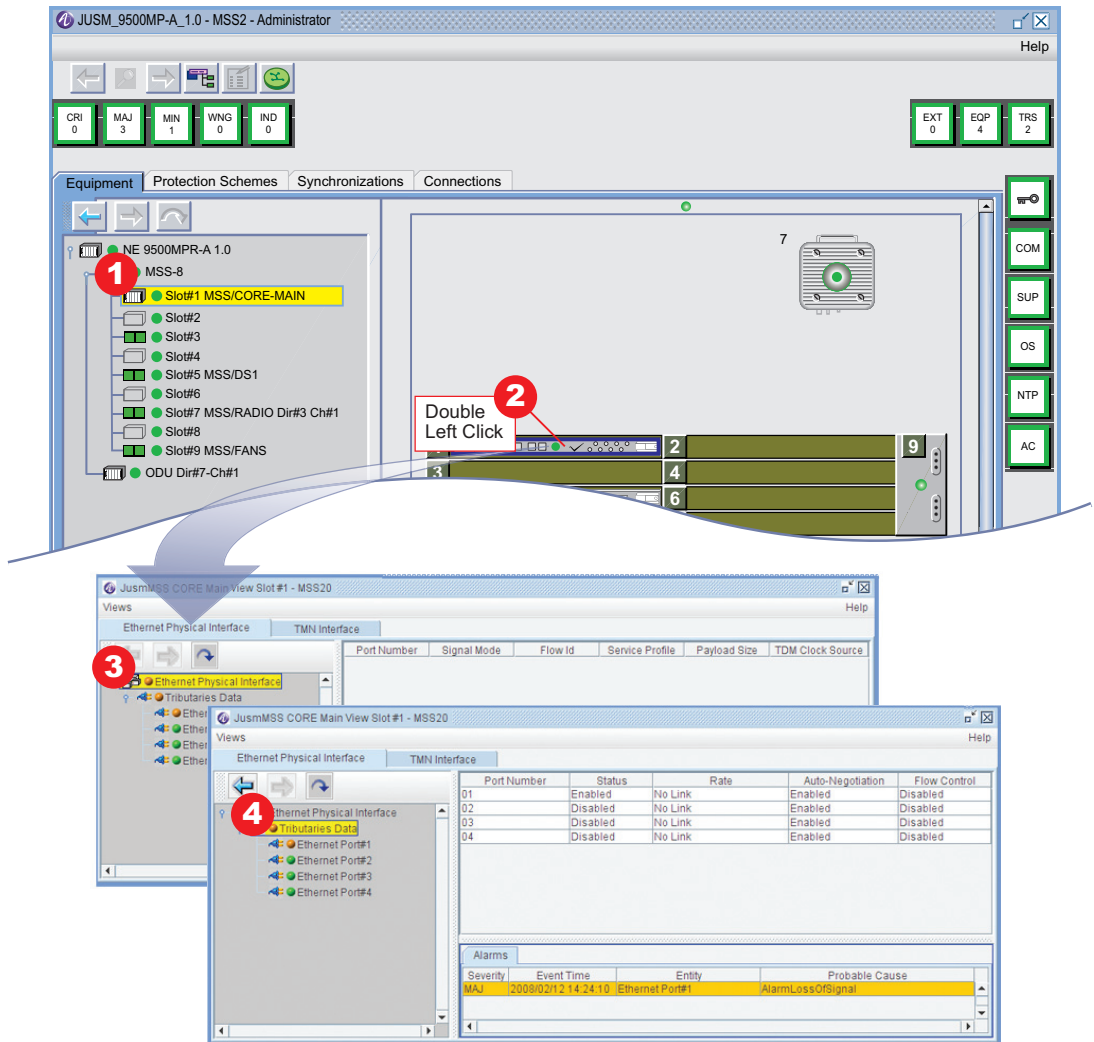 JUSM_9500MP-A_1.0 - MSS2 - Administrator
Help
CRI 0
MAJ 3
MIN 1
WNG 0
IND 0
EXT 0
EQP 4
TRS 2
Equipment
Protection Schemes
Synchronizations
Connections
NE 9500MPR-A 1.0
1
MSS-8
Slot#1 MSS/CORE-MAIN
Slot#2
Slot#3
Slot#4
Slot#5 MSS/DS1
Slot#6
Slot#7 MSS/RADIO Dir#3 Ch#1
Slot#8
Slot#9 MSS/FANS
ODU Dir#7-Ch#1
7
2
Double
Left Click
2
9
3
4
6
COM
SUP
OS
NTP
AC
JusmMSS CORE Main View Slot #1 - MSS20
Views
Help
Ethernet Physical Interface
TMN Interface
3
Port Number Signal Mode Flow Id Service Profile Payload Size TDM Clock Source
Ethernet Physical Interface
Tributaries Data
Ether
Ether
Ether
Ether
JusmMSS CORE Main View Slot #1 - MSS20
Views
Help
Ethernet Physical Interface
TMN Interface
4
thernet Physical Interface
Tributaries Data
Ethernet Port#1
Ethernet Port#2
Ethernet Port#3
Ethernet Port#4
Port Number Status Rate Auto-Negotiation Flow Control
01 Enabled No Link Enabled Disabled
02 Disabled No Link Enabled Disabled
03 Disabled No Link Enabled Disabled
04 Disabled No Link Enabled Disabled
Alarms
Severity Event Time Entity Probable Cause
MAJ 2008/02/12 14:24:10 Ethernet Port#1 AlarmLossOfSignal